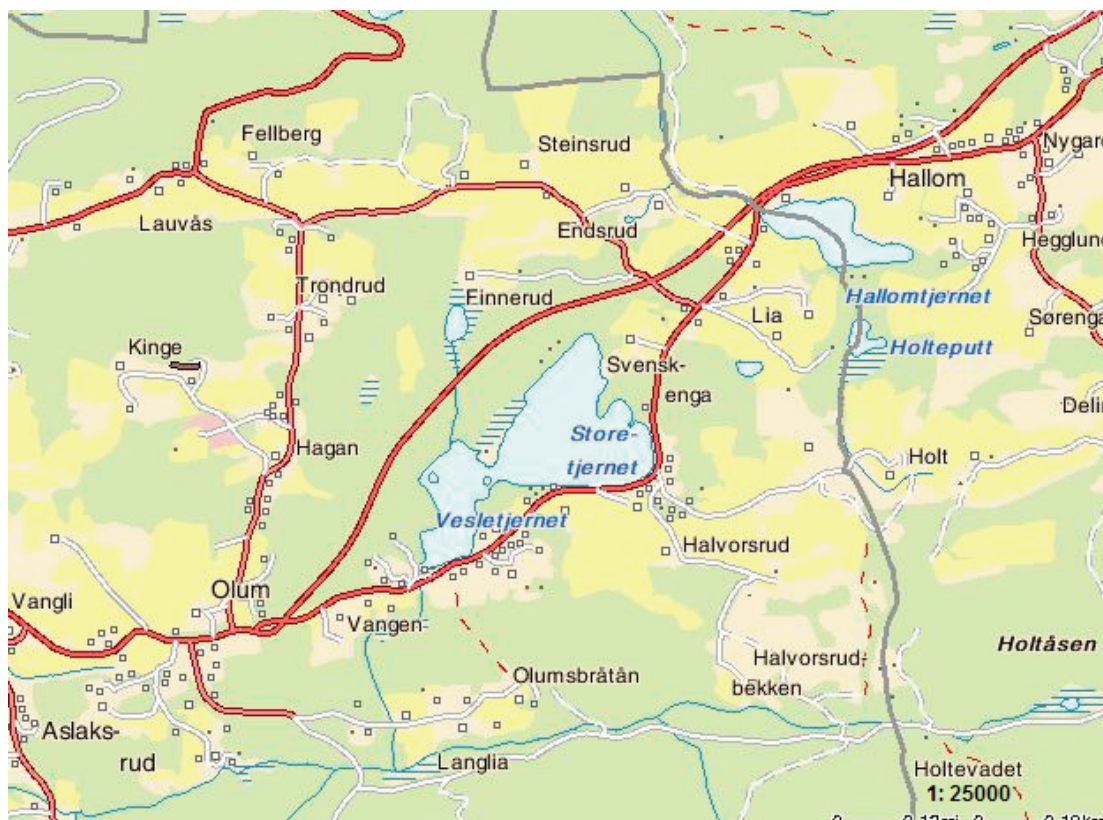 Fellberg
Steinsrud
Nygard
Hallom
Lauvås
Endsrud
Hegglund
Trondrud
Finnerud
Hallomtjernet
Lia
Sørenga
Kinge
Holteputt
Svensk-
enga
Delin
Store-
tjernet
Hagan
Holt
Vesletjernet
Halvorsrud
Olum
Vangli
Vangen
Holtåsen
Halvorsrud-
bekken
Olumsbråtån
Aslaks-
rud
Langlia
Holtevadet
1: 25000